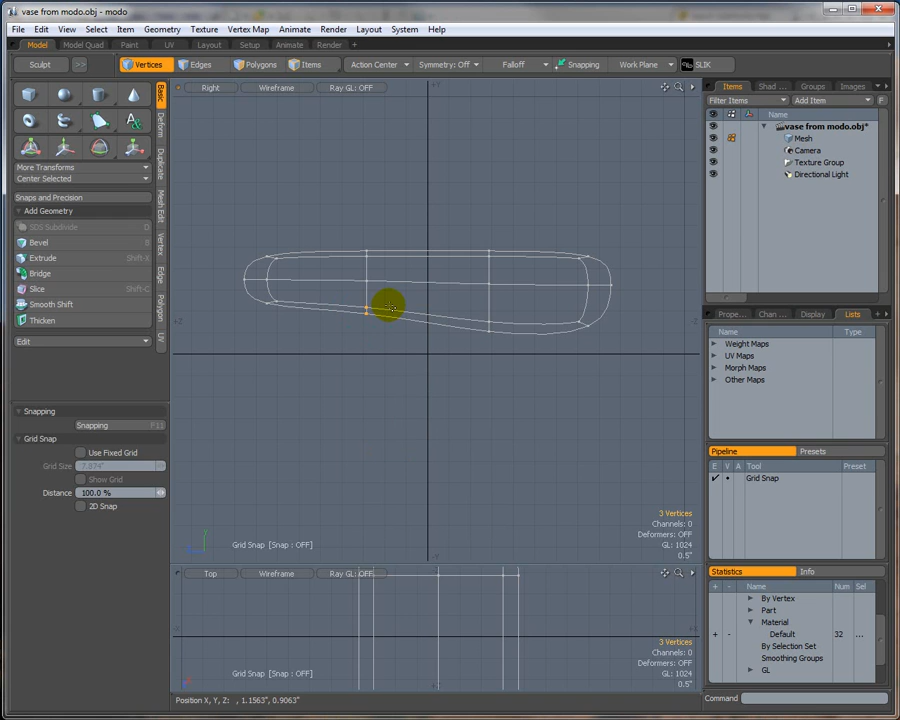 vase from modo.obj - modo
File Edit View Select Item Geometry Texture Vertex Map Animate Render Layout System Help
Model Model Quad Paint UV Layout Setup Animate Render +
Sculpt >> Vertices Edges Polygons Items Action Center Symmetry: Off Falloff Snapping Work Plane SLIK
Right Wireframe Ray GL: OFF
Basic
Deform
Duplicate
Mesh Edit
Vertex
Edge
Polygon
UV
More Transforms
Center Selected
Snaps and Precision
Add Geometry
SDS Subdivide
Bevel B
Extrude Shift-X
Bridge
Slice Shift-C
Smooth Shift
Thicken
Edit
Snapping
Snapping F11
Grid Snap
Use Fixed Grid
Grid Size 7.874"
Show Grid
Distance 100.0 %
2D Snap
3 Vertices
Channels: 0
Deformers: OFF
GL: 1024
0.5"
Grid Snap [Snap : OFF]
Top Wireframe Ray GL: OFF
3 Vertices
Channels: 0
Deformers: OFF
GL: 1024
0.5"
Grid Snap [Snap : OFF]
Position X, Y, Z: , 1.1563", 0.9063"
Items Shad ... Groups Images
Filter Items Add Item F
Name
vase from modo.obj*
Mesh
Camera
Texture Group
Directional Light
Prope... Chan ... Display Lists
Name
Weight Maps
UV Maps
Morph Maps
Other Maps
Pipeline Presets
E V A Tool Preset
Grid Snap
Statistics Info
+ - Name Num Sel
By Vertex
Part
Material
+ - Default 32 ...
By Selection Set
Smoothing Groups
GL
Command